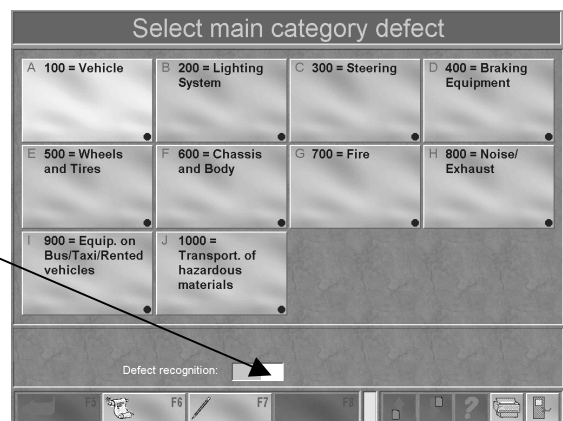 Select main category defect
A 100 = Vehicle
B 200 = Lighting
System
C 300 = Steering
D 400 = Braking
Equipment
E 500 = Wheels
and Tires
F 600 = Chassis
and Body
G 700 = Fire
H 800 = Noise/
Exhaust
I 900 = Equip. on
Bus/Taxi/Rented
vehicles
J 1000 =
Transport. of
hazardous
materials
Defect recognition:
F5 F6 F7 F8 ?